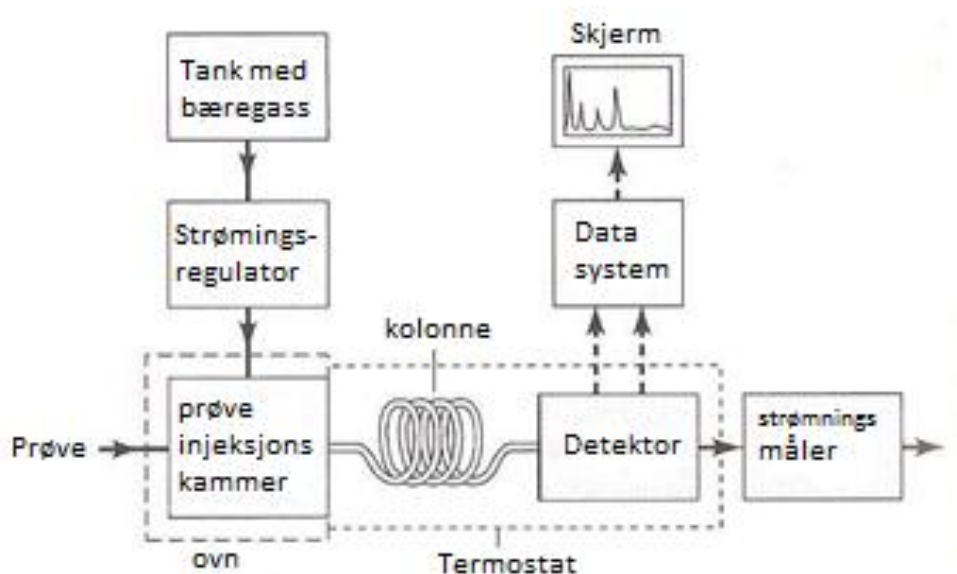 Skjerm
Tank med
bæregass
Strømings-
regulator
Data
system
kolonne
Prøve
prøve
injeksjons
kammer
Detektor
strømnings
måler
ovn
Termostat